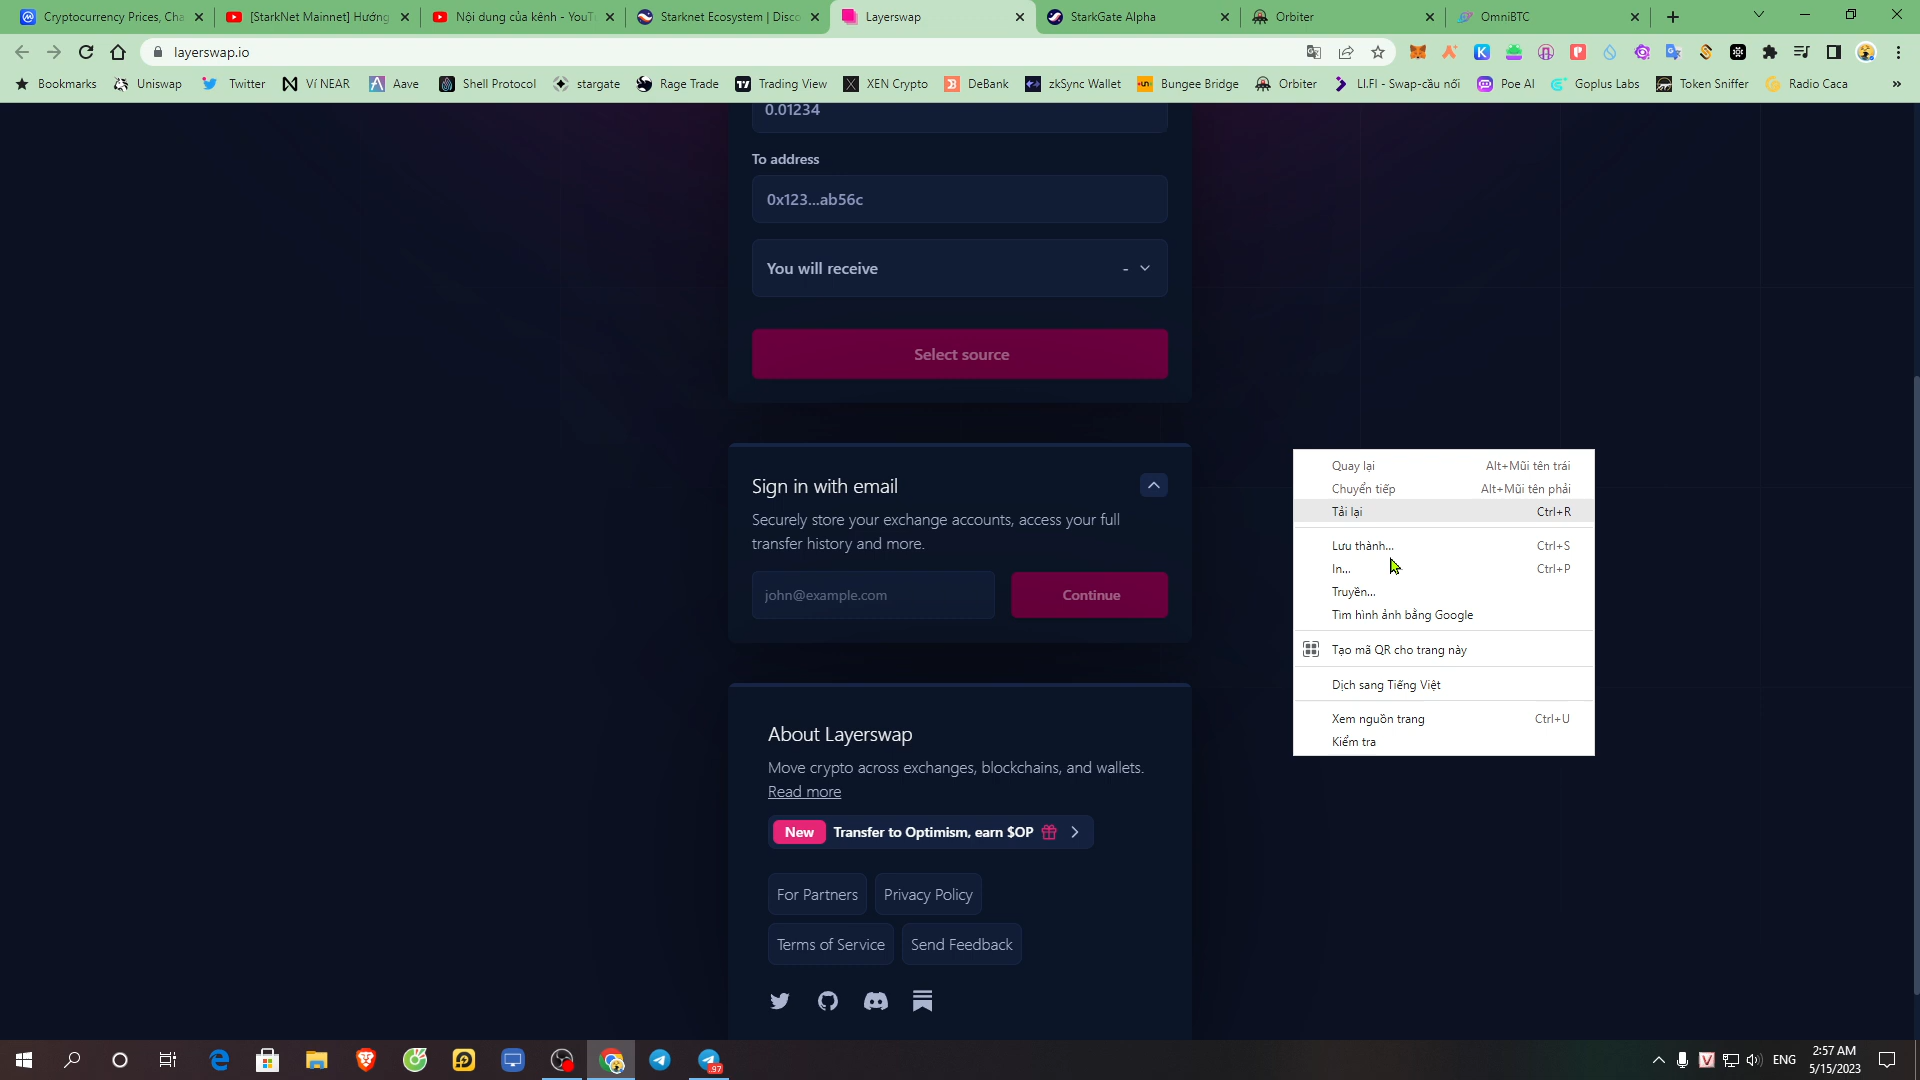 Cryptocurrency Prices, Cha
[StarkNet Mainnet] Hướng
Nội dung của kênh - YouT
Starknet Ecosystem | Disco
Layerswap
StarkGate Alpha
Orbiter
OmniBTC
layerswap.io
Bookmarks
Uniswap
Twitter
Ví NEAR
Aave
Shell Protocol
stargate
Rage Trade
Trading View
XEN Crypto
DeBank
zkSync Wallet
Bungee Bridge
Orbiter
LI.FI - Swap-cầu nối
Poe AI
Goplus Labs
Token Sniffer
Radio Caca
»
0.01234
To address
0x123...ab56c
You will receive -
Select source
Sign in with email
Securely store your exchange accounts, access your full
transfer history and more.
john@example.com
Continue
About Layerswap
Move crypto across exchanges, blockchains, and wallets.
Read more
New Transfer to Optimism, earn $OP
For Partners
Privacy Policy
Terms of Service
Send Feedback
Quay lại Alt+Mũi tên trái
Chuyển tiếp Alt+Mũi tên phải
Tải lại Ctrl+R
Lưu thành... Ctrl+S
In... Ctrl+P
Truyền...
Tìm hình ảnh bằng Google
Tạo mã QR cho trang này
Dịch sang Tiếng Việt
Xem nguồn trang Ctrl+U
Kiểm tra
97
V
ENG
2:57 AM
5/15/2023